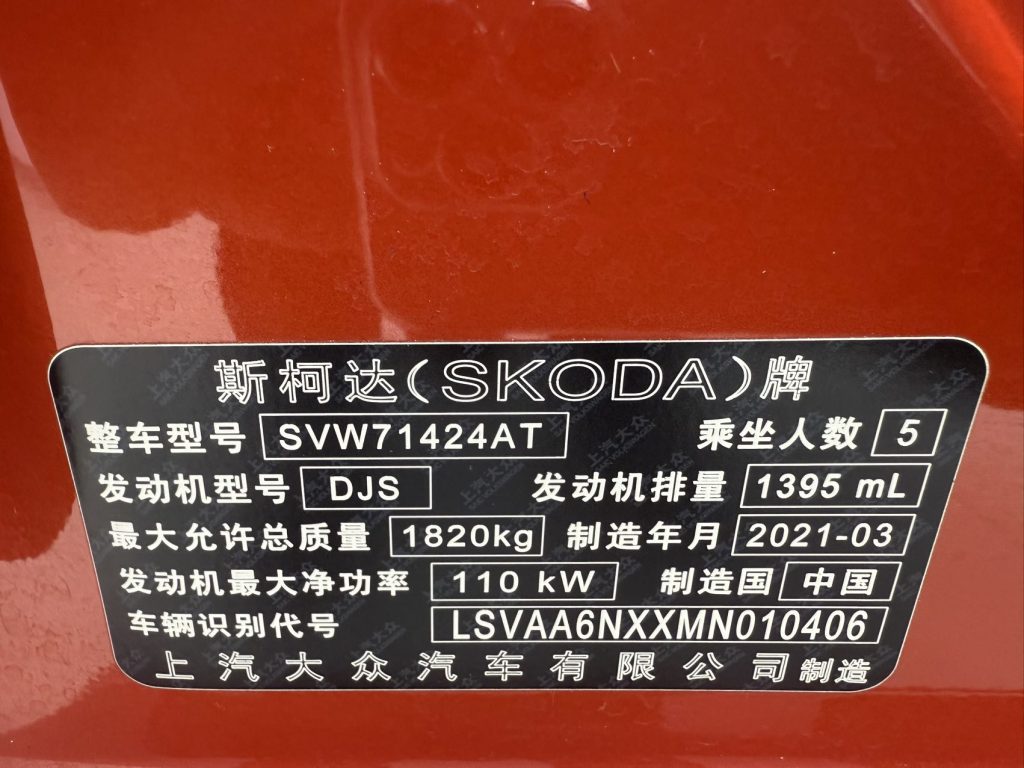 斯柯达(SKODA)牌
整车型号 SVW71424AT 乘坐人数 5
发动机型号 DJS 发动机排量 1395 mL
最大允许总质量 1820kg 制造年月 2021-03
发动机最大净功率 110 kW 制造国 中国
车辆识别代号 LSVAA6NXXMN010406
上汽大众汽车有限公司 制造